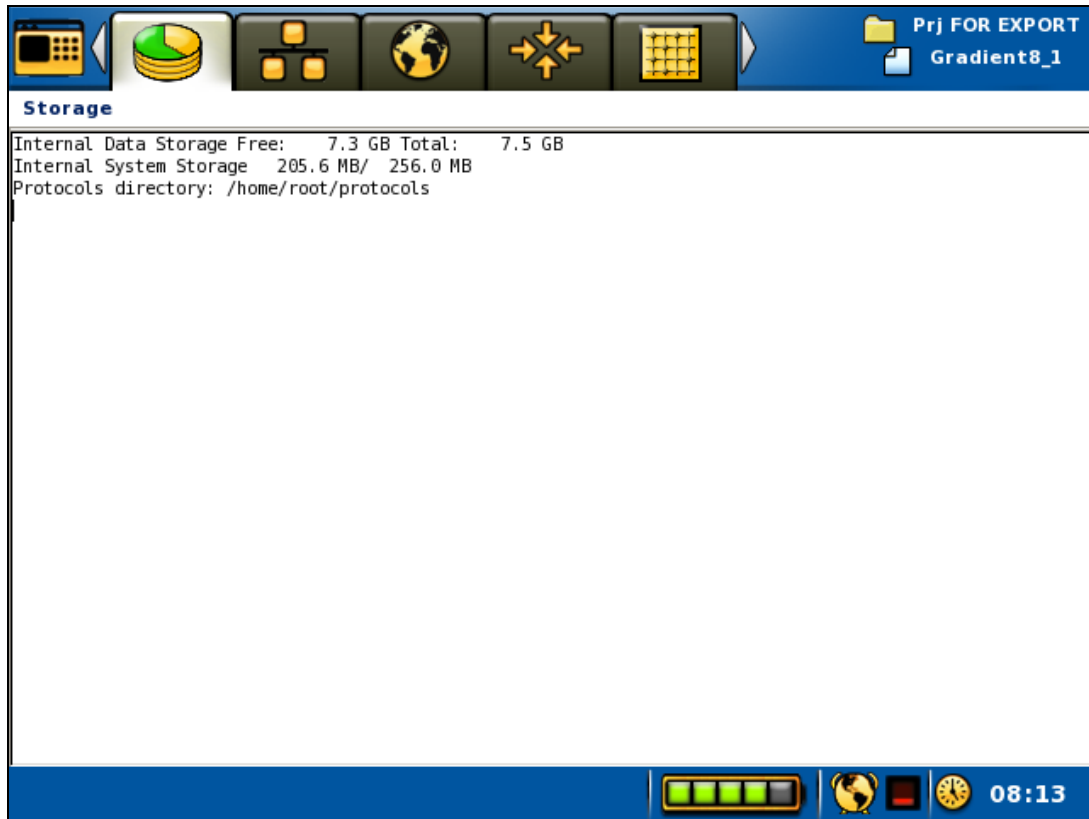 Prj FOR EXPORT
Gradient8_1
Storage
Internal Data Storage Free:    7.3 GB Total:    7.5 GB
Internal System Storage   205.6 MB/  256.0 MB
Protocols directory: /home/root/protocols
08:13